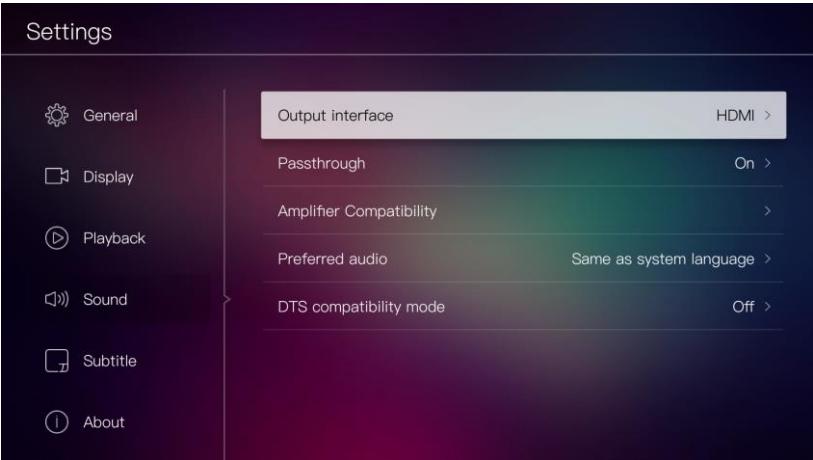 Settings
General
Display
Playback
Sound
Subtitle
About
Output interface HDMI
Passthrough On
Amplifier Compatibility
Preferred audio Same as system language
DTS compatibility mode Off